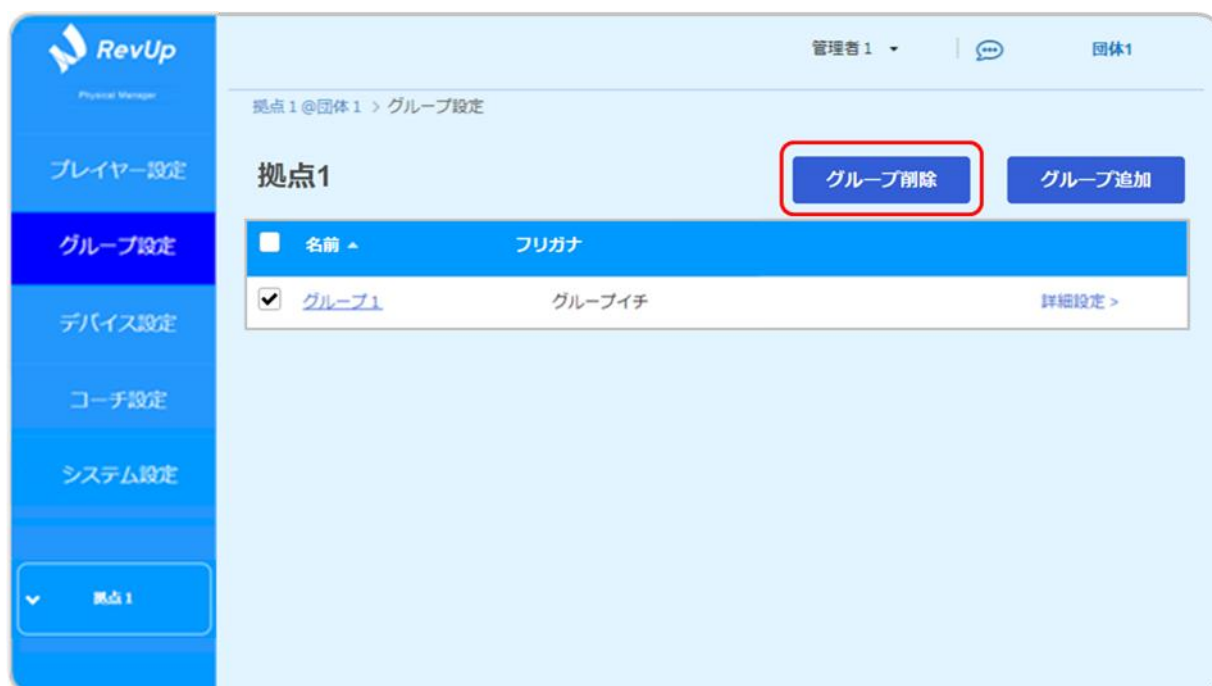 RevUp
Physical Manager
管理者1
団体1
拠点1@団体1 > グループ設定
プレイヤー設定
グループ設定
デバイス設定
コーチ設定
システム設定
拠点1
拠点1
グループ削除
グループ追加
名前
フリガナ
グループ1
グループイチ
詳細設定 >